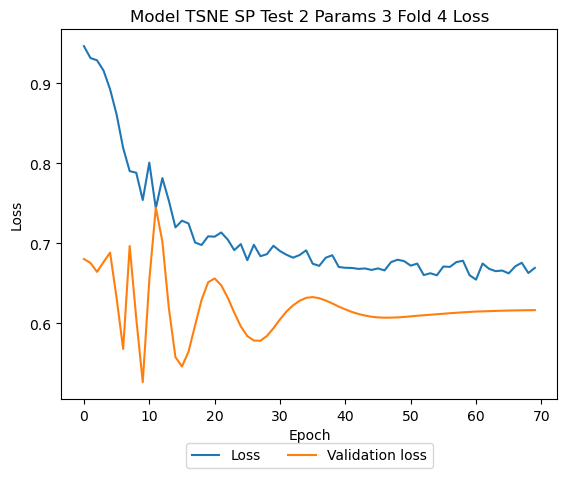 Model TSNE SP Test 2 Params 3 Fold 4 Loss
0.9
0.8
0.7
0.6
Loss
0 10 20 30 40 50 60 70
Epoch
Loss Validation loss